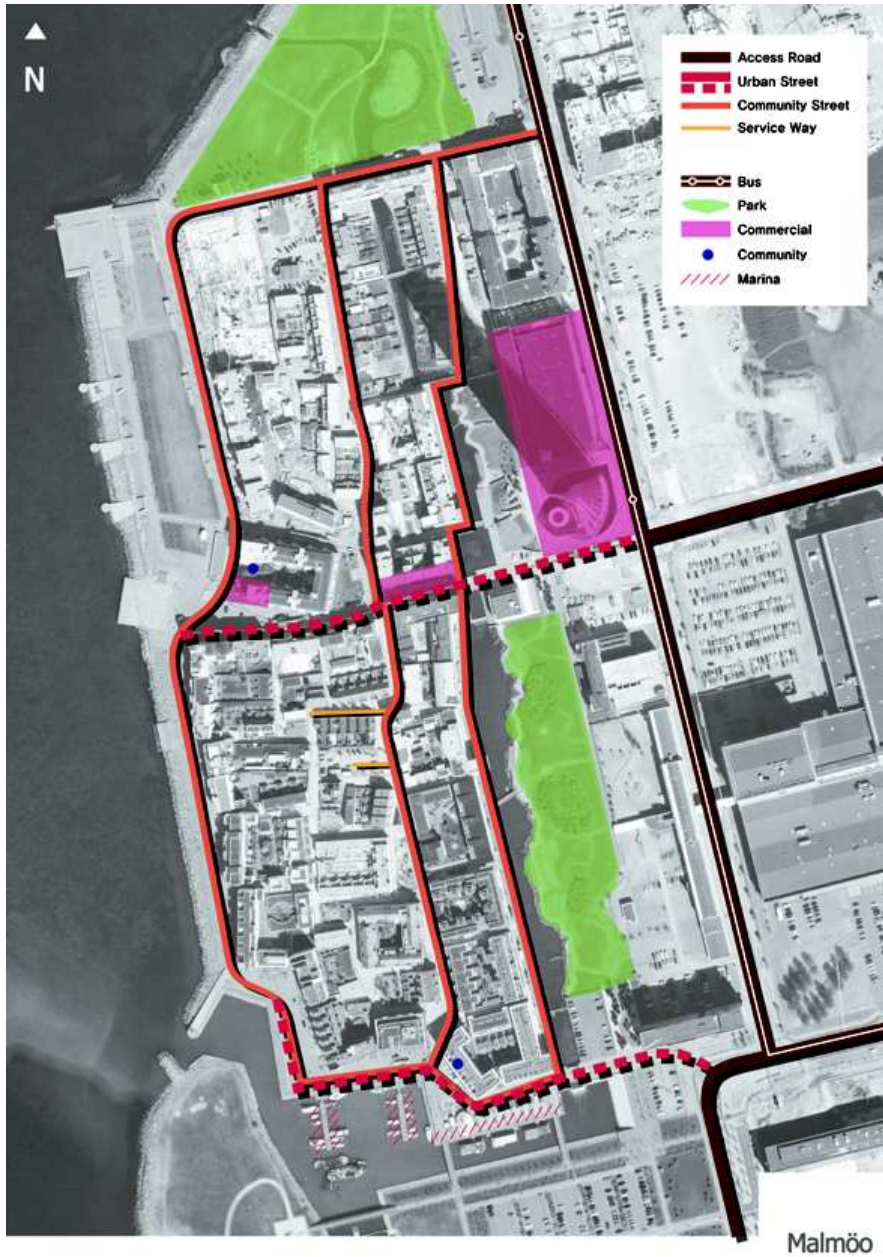 N
Access Road
Urban Street
Community Street
Service Way
Bus
Park
Commercial
Community
Marina
Malmöo